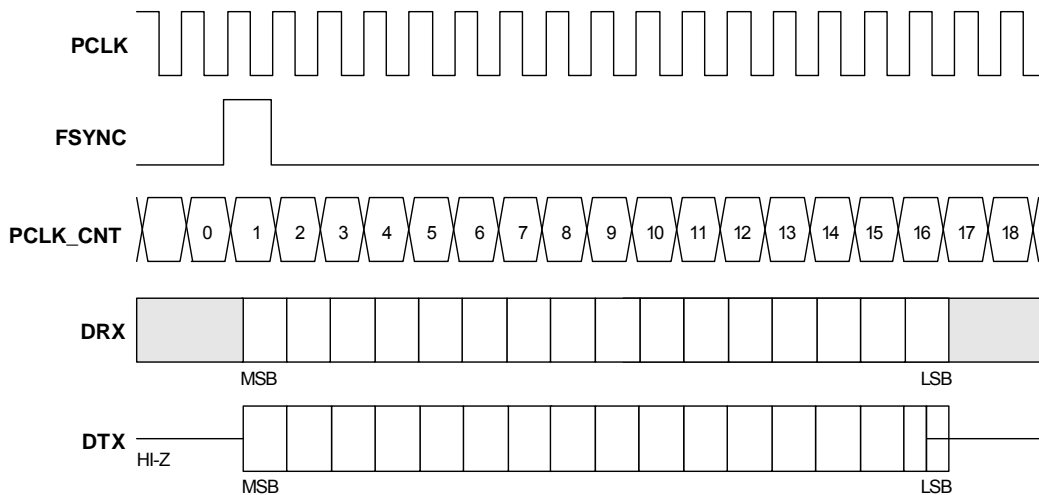 PCLK
FSYNC
PCLK_CNT 0 1 2 3 4 5 6 7 8 9 10 11 12 13 14 15 16 17 18
DRX
MSB LSB
DTX
HI-Z
MSB LSB